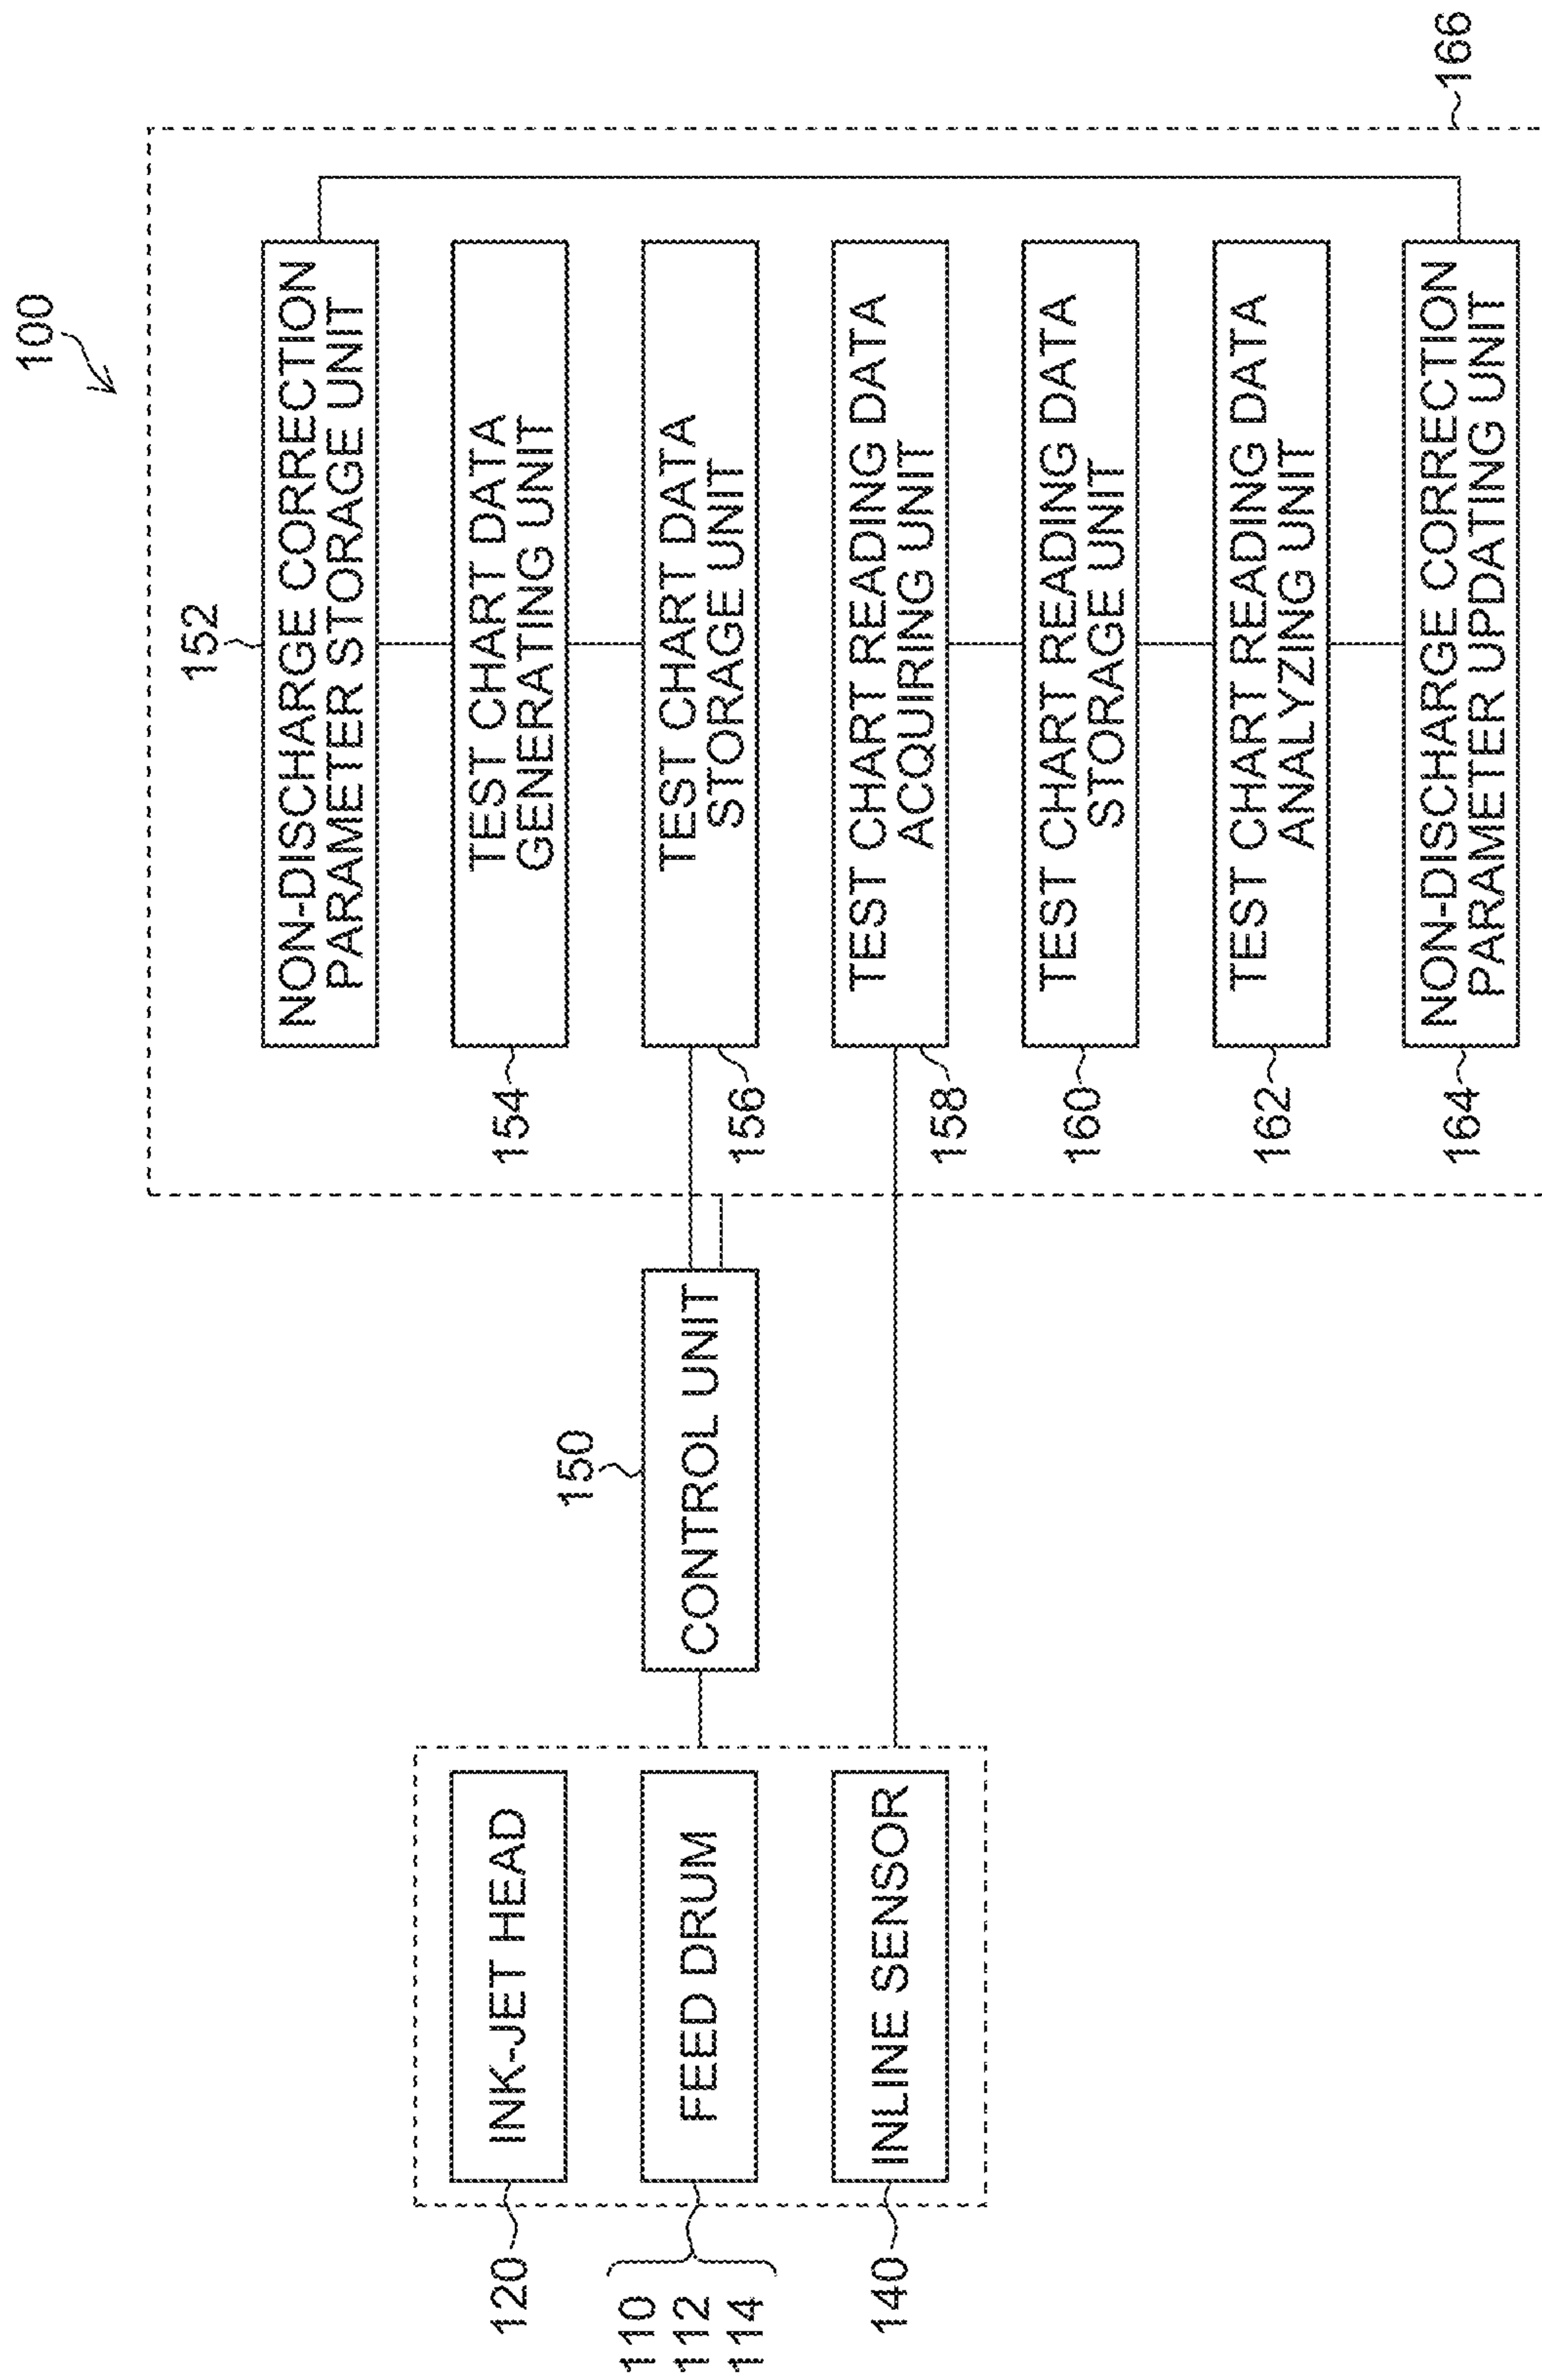 100
120
INK-JET HEAD
110
112
114
FEED DRUM
140
INLINE SENSOR
150
CONTROL UNIT
152
NON-DISCHARGE CORRECTION
PARAMETER STORAGE UNIT
154
TEST CHART DATA
GENERATING UNIT
156
TEST CHART DATA
STORAGE UNIT
158
TEST CHART READING DATA
ACQUIRING UNIT
160
TEST CHART READING DATA
STORAGE UNIT
162
TEST CHART READING DATA
ANALYZING UNIT
164
NON-DISCHARGE CORRECTION
PARAMETER UPDATING UNIT
166